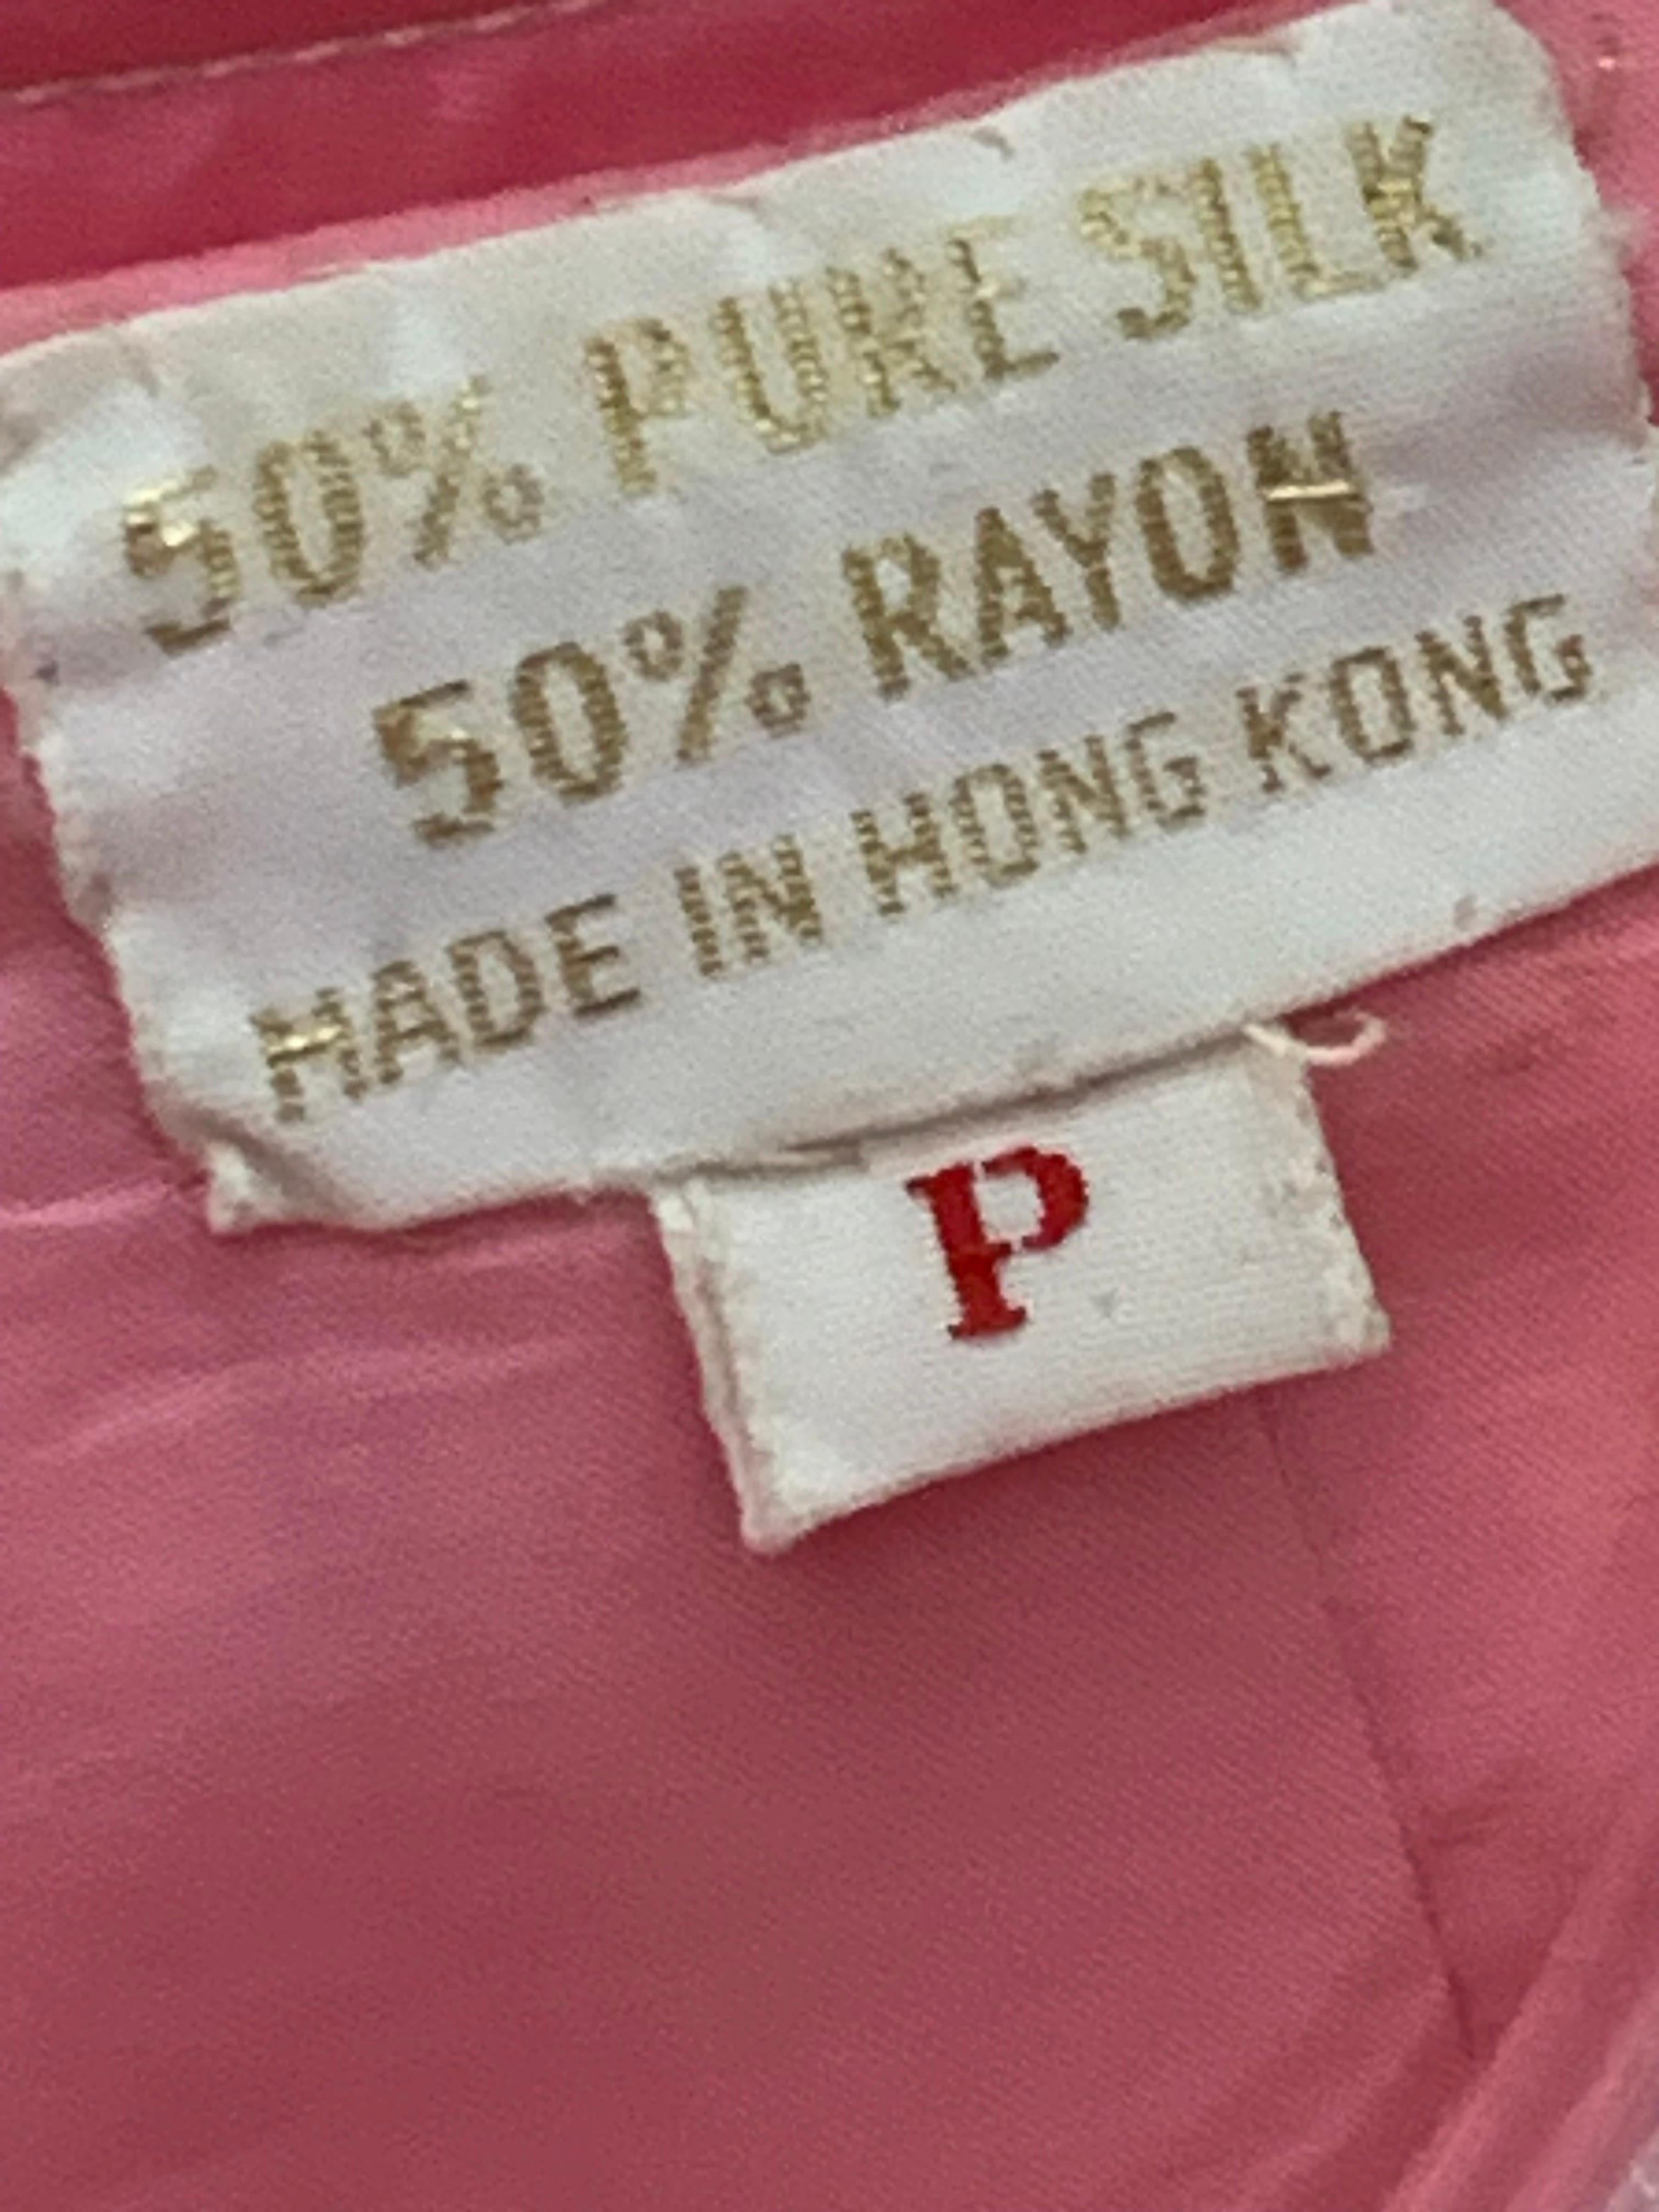 50% PURE SILK
50% RAYON
MADE IN HONG KONG
P